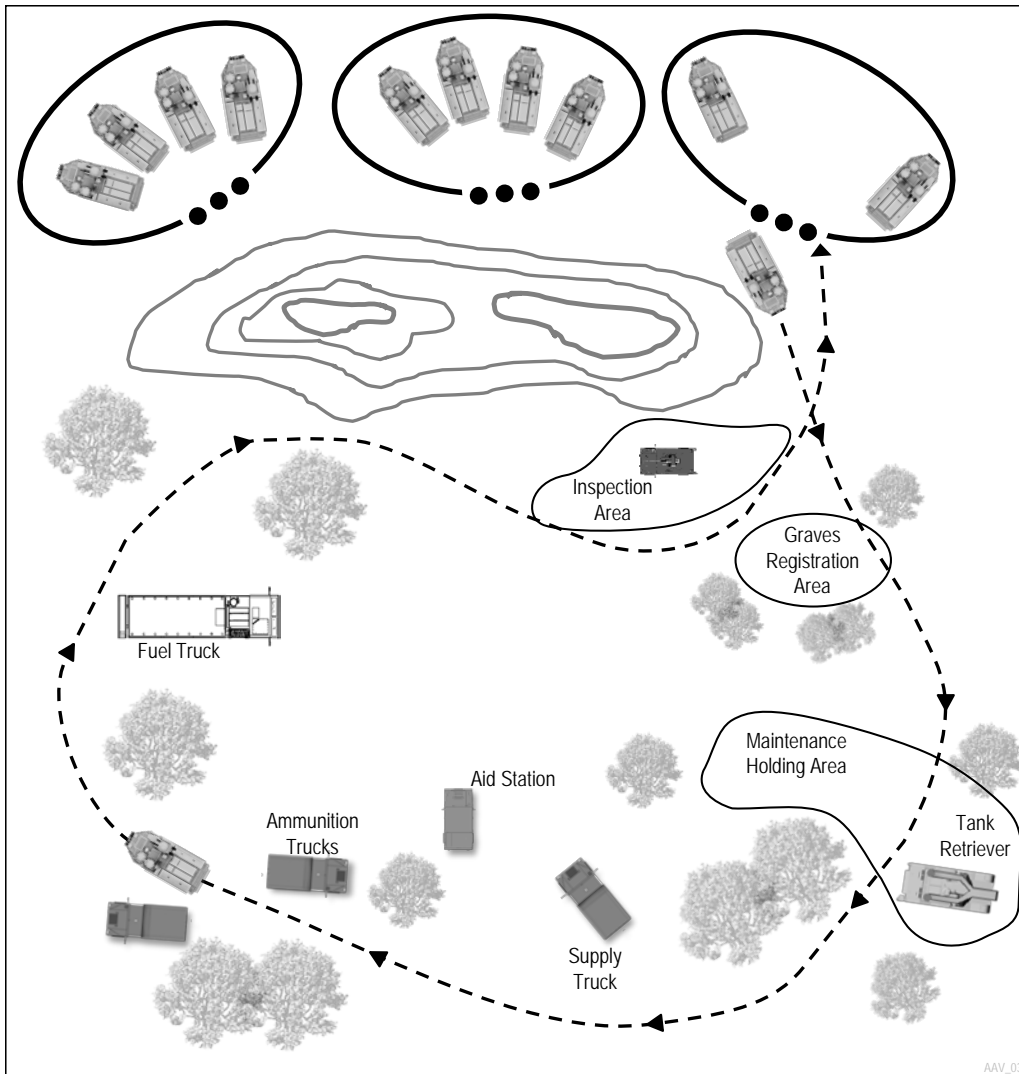 Inspection
Area
Graves
Registration
Area
Fuel Truck
Maintenance
Holding Area
Aid Station
Ammunition
Trucks
Tank
Retriever
Supply
Truck